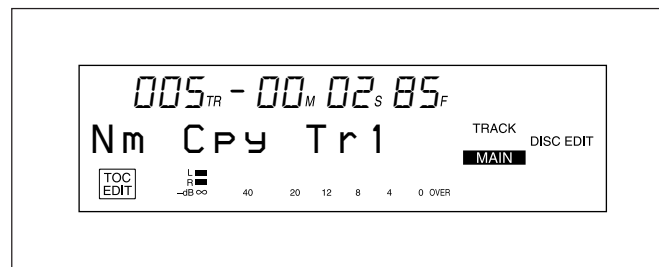 005TR - 00M 02S 85F
Nm Cpy Tr1
TRACK
MAIN
DISC EDIT
TOC
EDIT
L
R
-dB ∞ 40 20 12 8 4 0 OVER